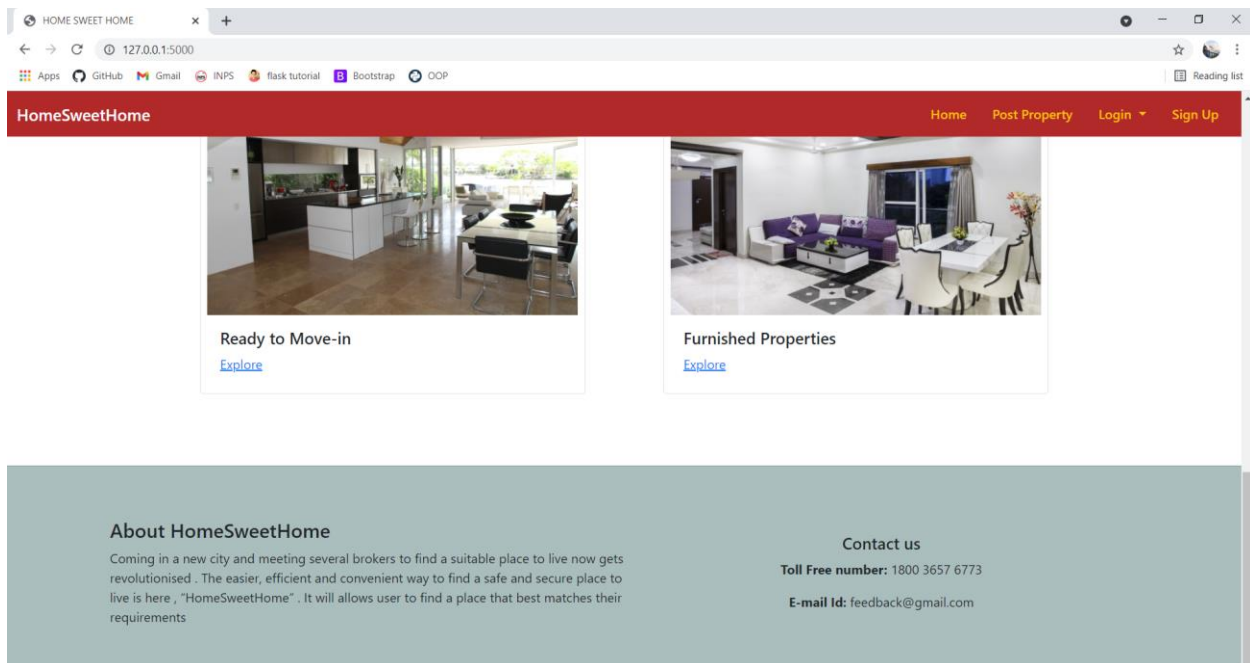 HOME SWEET HOME
127.0.0.1:5000
Apps GitHub Gmail INPS flask tutorial Bootstrap OOP Reading list
HomeSweetHome Home Post Property Login Sign Up
Ready to Move-in Furnished Properties
Explore Explore
About HomeSweetHome
Coming in a new city and meeting several brokers to find a suitable place to live now gets
revolutionised . The easier, efficient and convenient way to find a safe and secure place to
live is here , "HomeSweetHome" . It will allows user to find a place that best matches their
requirements
Contact us
Toll Free number: 1800 3657 6773
E-mail Id: feedback@gmail.com